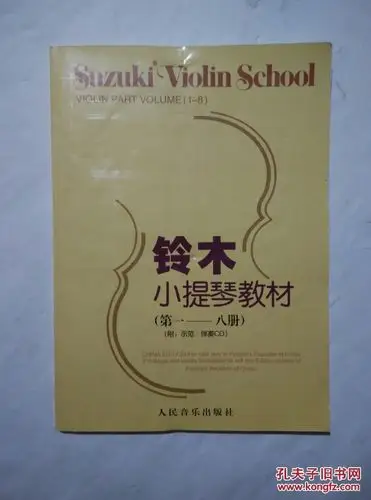 Suzuki Violin School
VIOLIN PART VOLUME (1-8)
铃木
小提琴教材
(第一——八册)
(附：示范 伴奏CD)
人民音乐出版社
孔夫子旧书网
www.kongfz.com